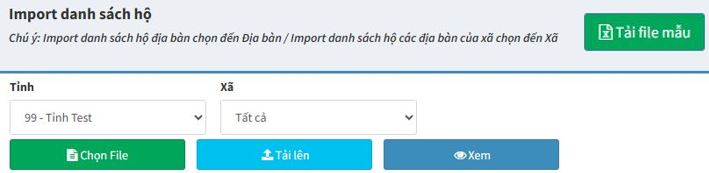 Import danh sách hộ
Chú ý: Import danh sách hộ địa bàn chọn đến Địa bàn / Import danh sách hộ các địa bàn của xã chọn đến Xã
Tải file mẫu
Tỉnh Xã
99 - Tỉnh Test Tất cả
Chọn File Tải lên Xem